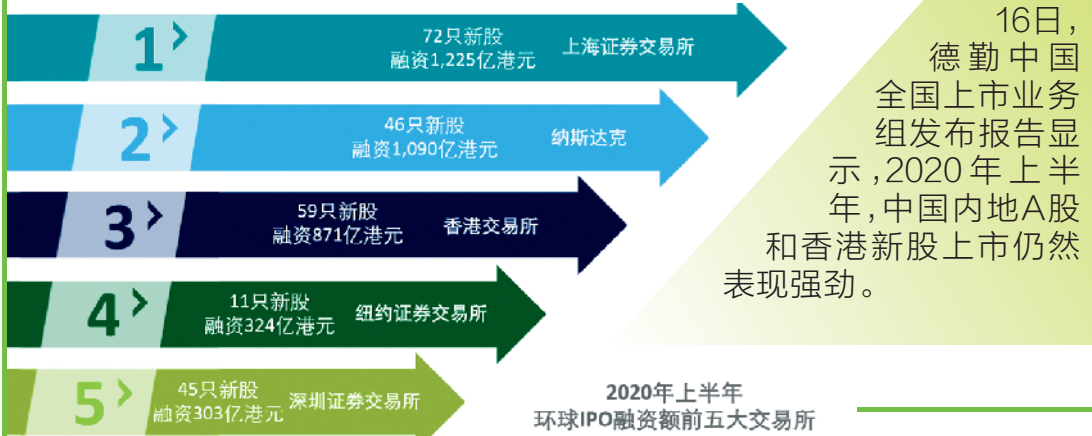 1
72只新股
融资1,225亿港元
上海证券交易所
2
46只新股
融资1,090亿港元
纳斯达克
3
59只新股
融资871亿港元
香港交易所
4
11只新股
融资324亿港元
纽约证券交易所
5
45只新股
融资303亿港元
深圳证券交易所
2020年上半年
环球IPO融资额前五大交易所
16日，
德勤中国
全国上市业务
组发布报告显
示,2020年上半
年,中国内地A股
和香港新股上市仍然
表现强劲。